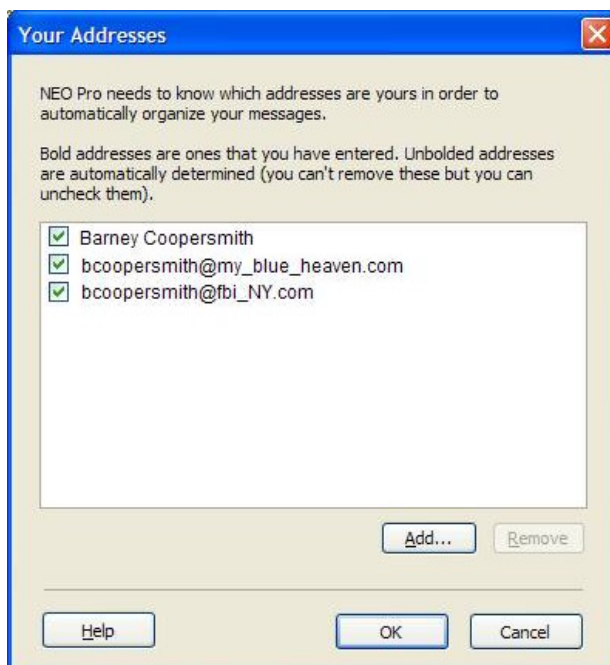 Your Addresses
NEO Pro needs to know which addresses are yours in order to
automatically organize your messages.
Bold addresses are ones that you have entered. Unbolded addresses
are automatically determined (you can't remove these but you can
uncheck them).
Barney Coopersmith
bcoopersmith@my_blue_heaven.com
bcoopersmith@fbi_NY.com
Add...
Remove
Help
OK
Cancel